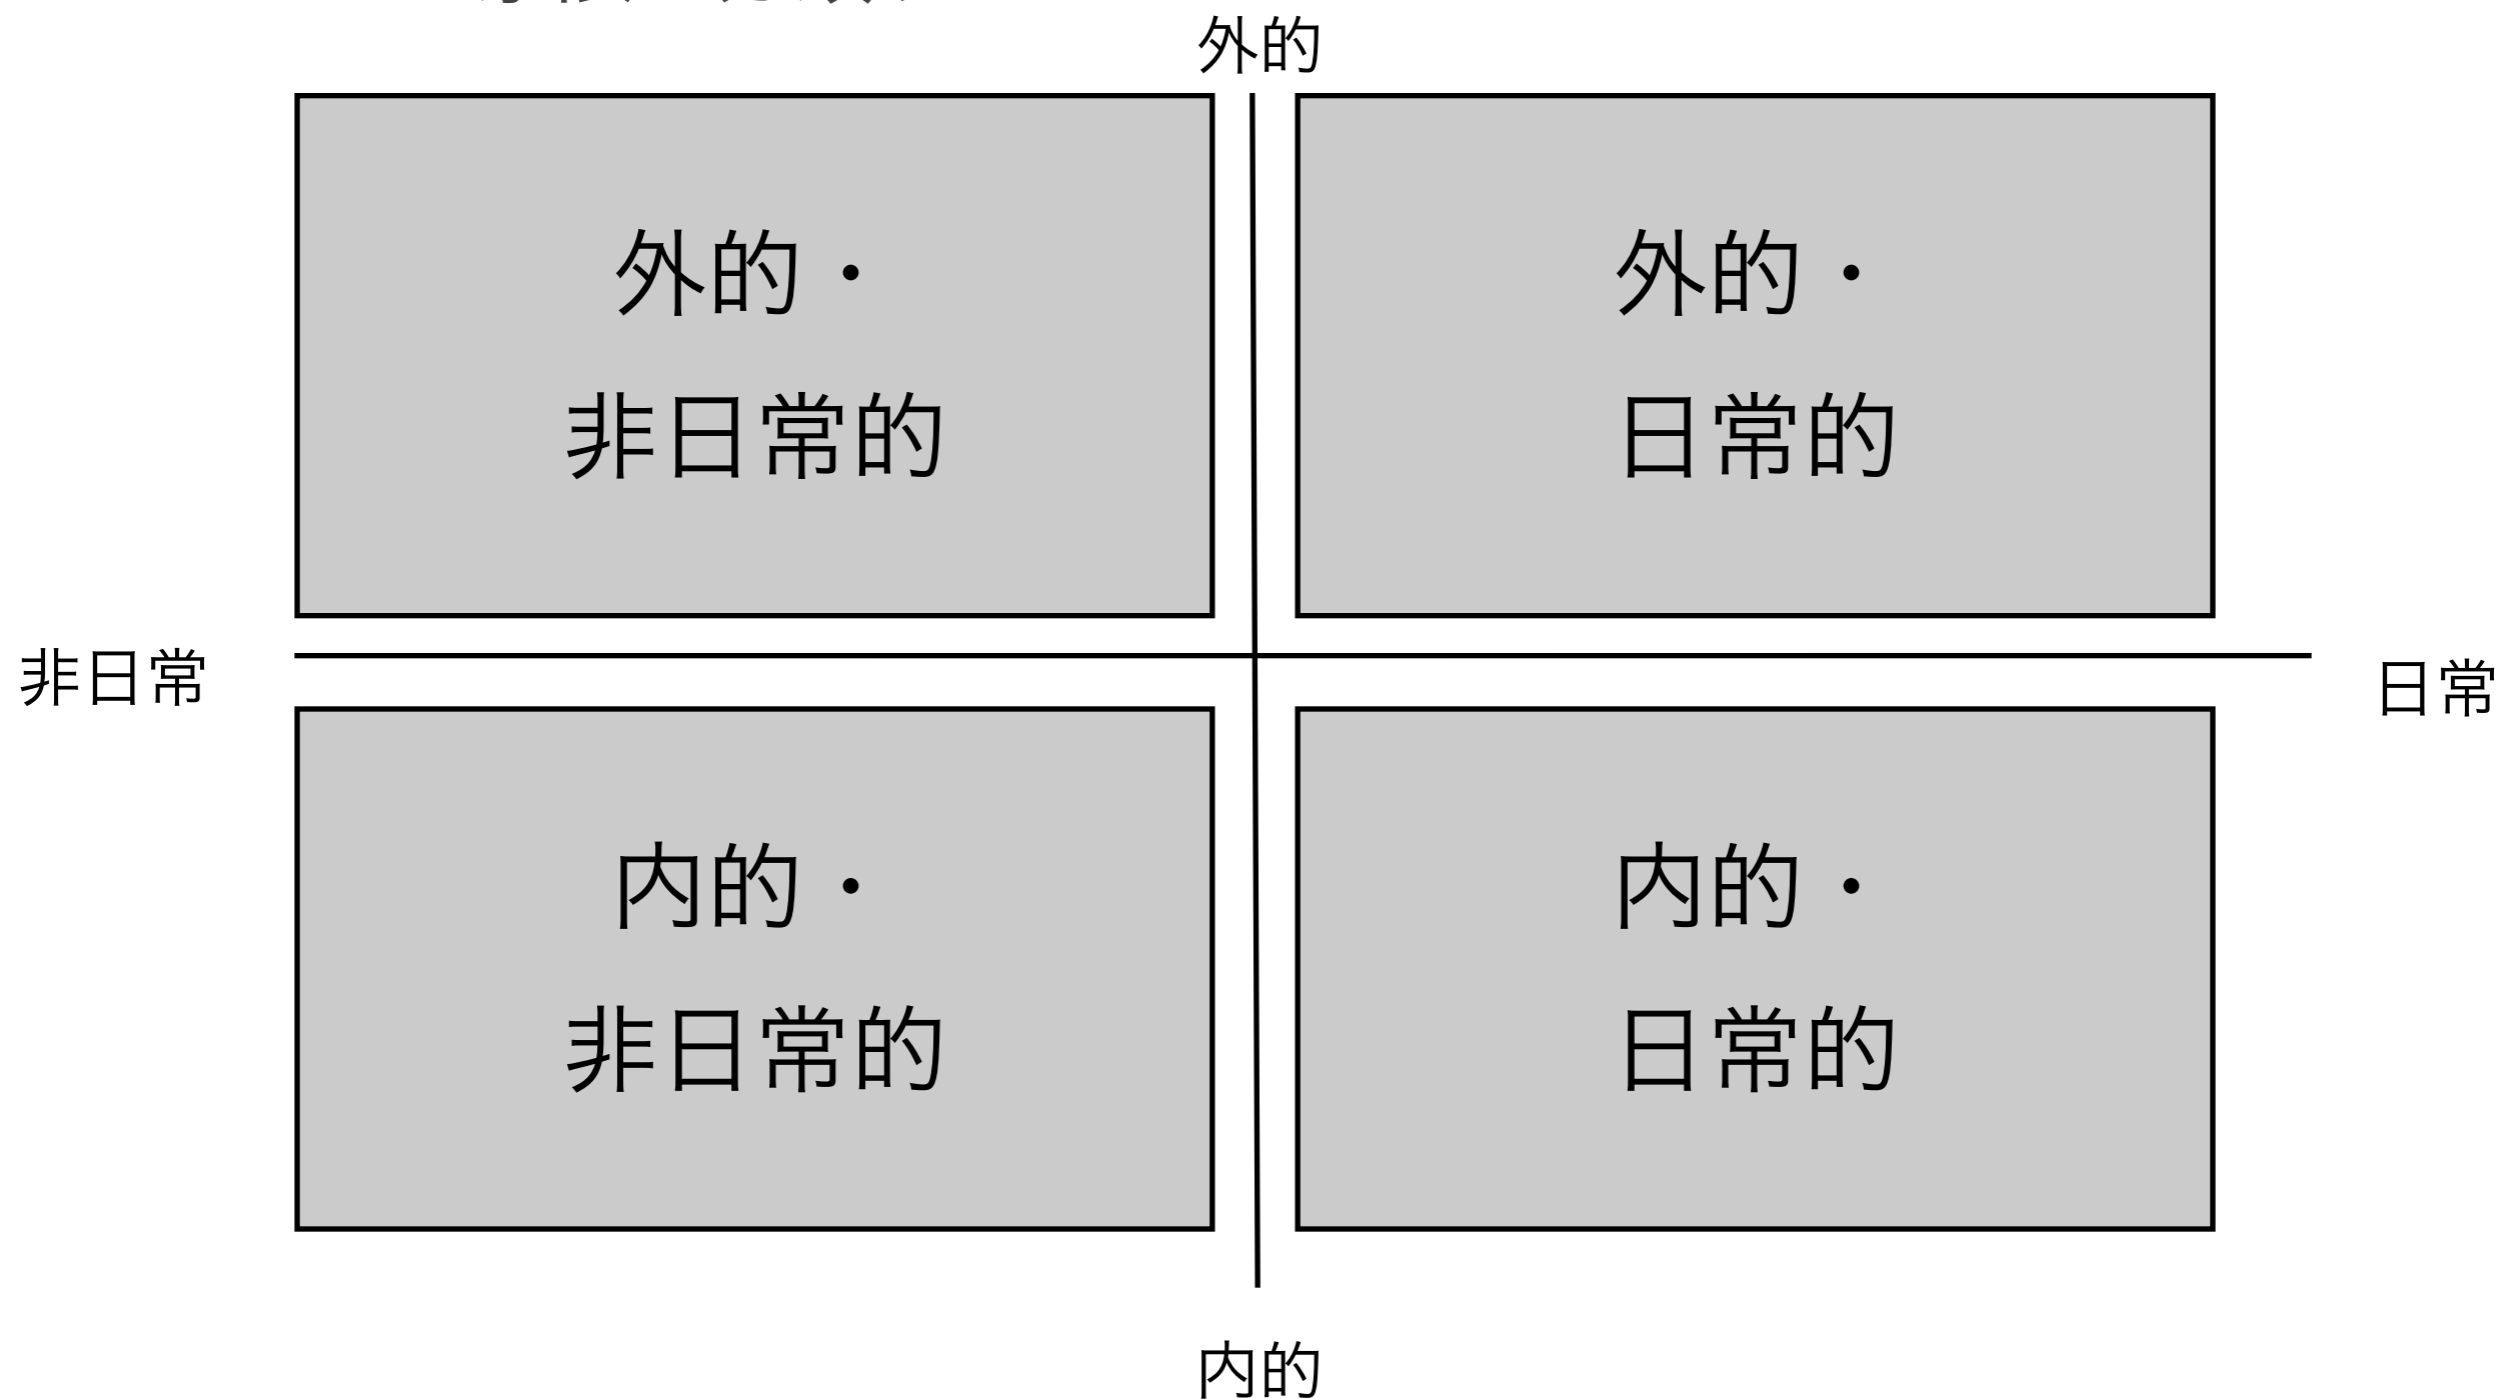 外的
外的・
非日常的
外的・
日常的
非日常
日常
内的・
非日常的
内的・
日常的
内的